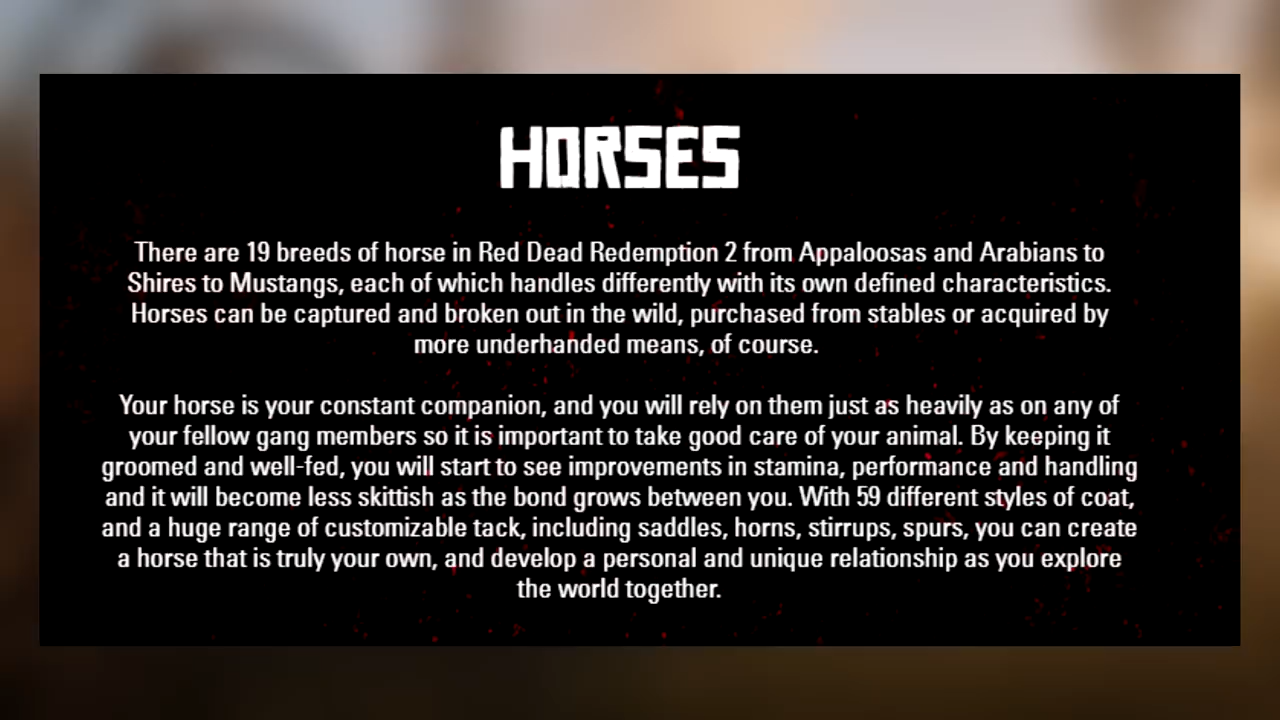 HORSES
There are 19 breeds of horse in Red Dead Redemption 2 from Appaloosas and Arabians to
Shires to Mustangs, each of which handles differently with its own defined characteristics.
Horses can be captured and broken out in the wild, purchased from stables or acquired by
more underhanded means, of course.
Your horse is your constant companion, and you will rely on them just as heavily as on any of
your fellow gang members so it is important to take good care of your animal. By keeping it
groomed and well-fed, you will start to see improvements in stamina, performance and handling
and it will become less skittish as the bond grows between you. With 59 different styles of coat,
and a huge range of customizable tack, including saddles, horns, stirrups, spurs, you can create
a horse that is truly your own, and develop a personal and unique relationship as you explore
the world together.